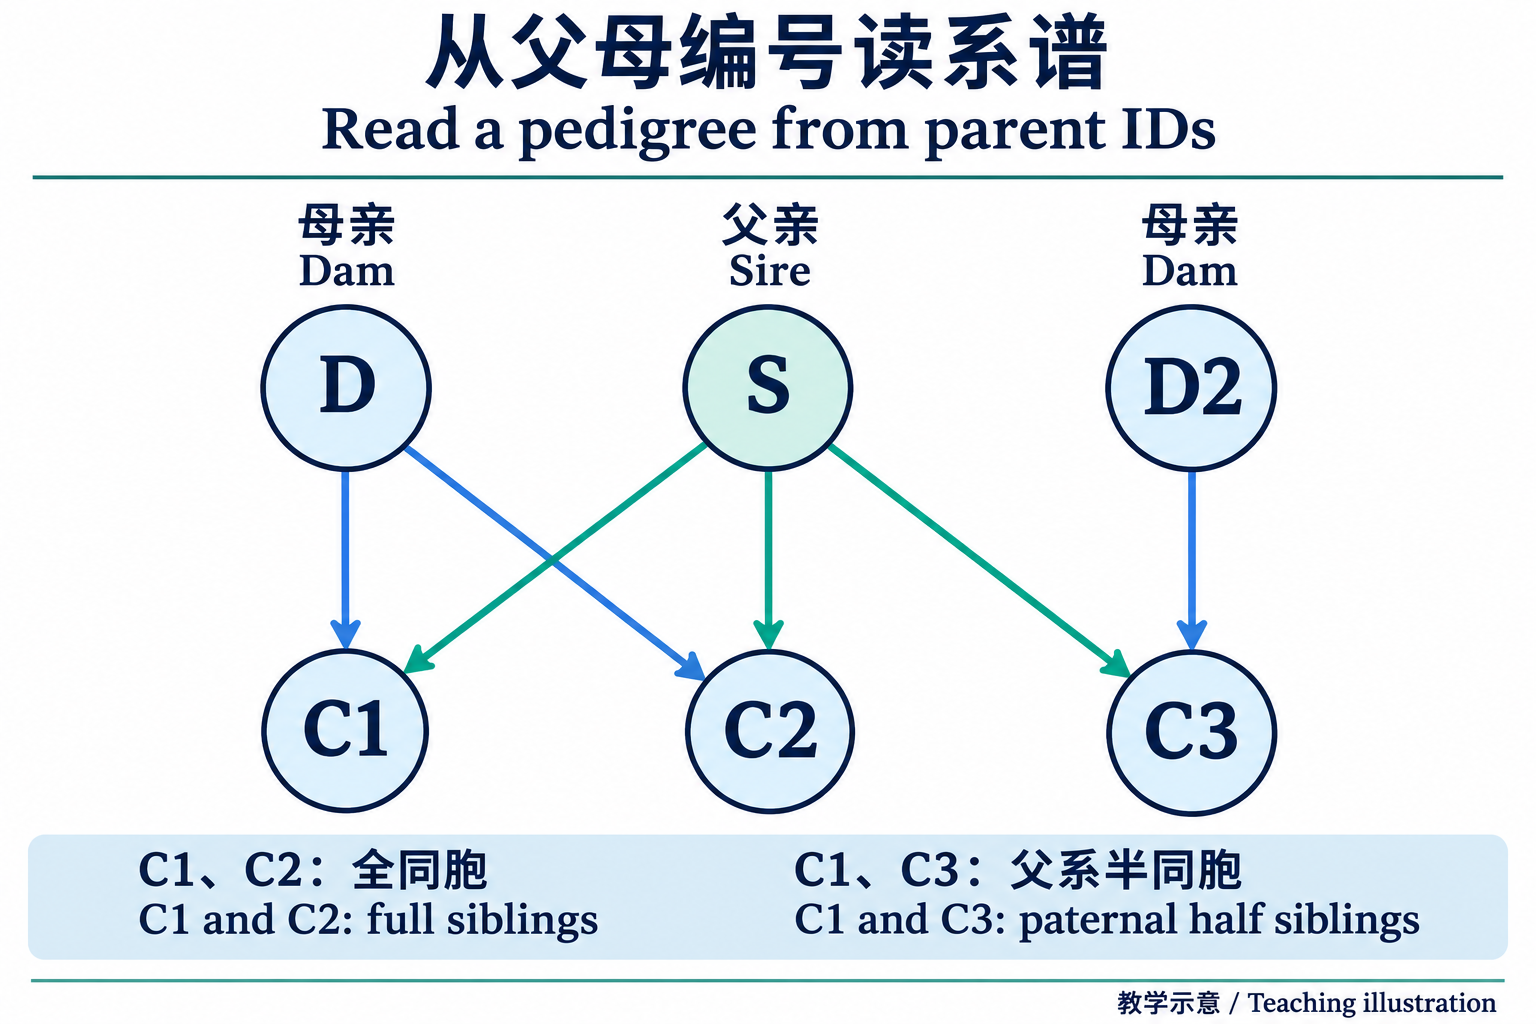 从父母编号读系谱
Read a pedigree from parent IDs
母亲
Dam
父亲
Sire
母亲
Dam
D
S
D2
C1
C2
C3
C1、C2：全同胞
C1 and C2: full siblings
C1、C3：父系半同胞
C1 and C3: paternal half siblings
教学示意 / Teaching illustration